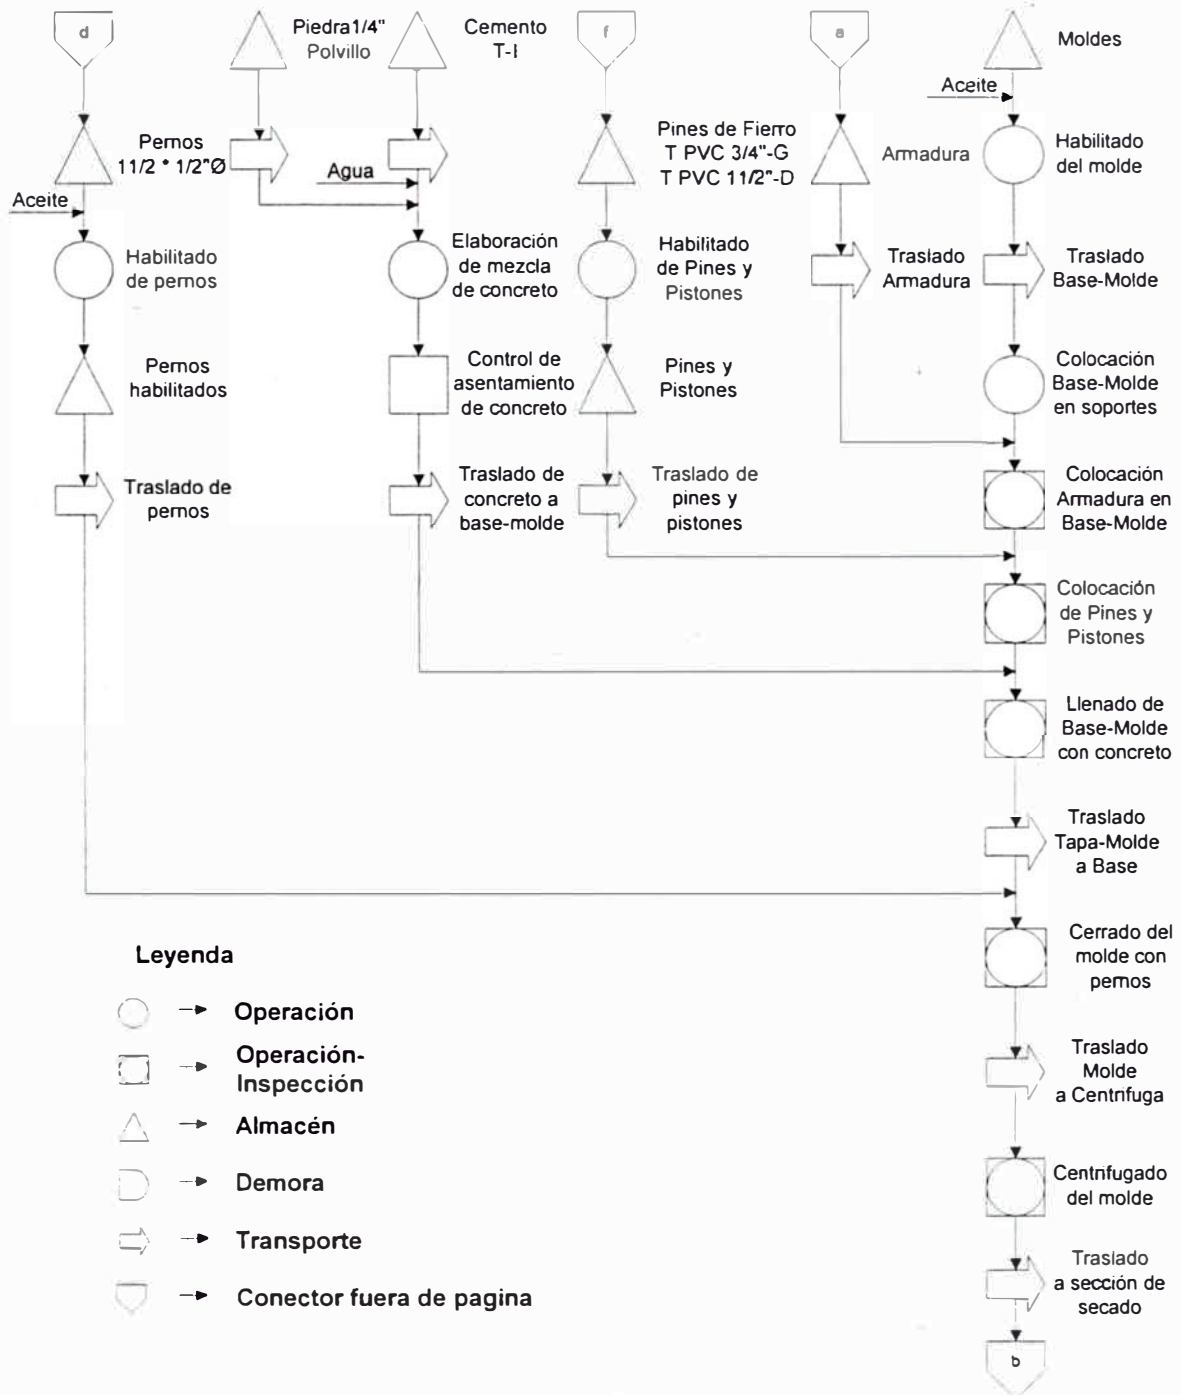 d
Piedra1/4"
Polvillo
Cemento
T-I
f
a
Moldes
Aceite
Pernos
11/2 * 1/2"Ø
Agua
Pines de Fierro
T PVC 3/4"-G
T PVC 11/2"-D
Armadura
Habilitado
del molde
Aceite
Habilitado
de pernos
Elaboración
de mezcla
de concreto
Habilitado
de Pines y
Pistones
Traslado
Armadura
Traslado
Base-Molde
Pernos
habilitados
Control de
asentamiento
de concreto
Pines y
Pistones
Colocación
Base-Molde
en soportes
Traslado de
pernos
Traslado de
concreto a
base-molde
Traslado de
pines y
pistones
Colocación
Armadura en
Base-Molde
Colocación
de Pines y
Pistones
Llenado de
Base-Molde
con concreto
Traslado
Tapa-Molde
a Base
Cerrado del
molde con
pernos
Traslado
Molde
a Centrifuga
Centrifugado
del molde
Traslado
a sección de
secado
b
Leyenda
Operación
Operación-
Inspección
Almacén
Demora
Transporte
Conector fuera de pagina